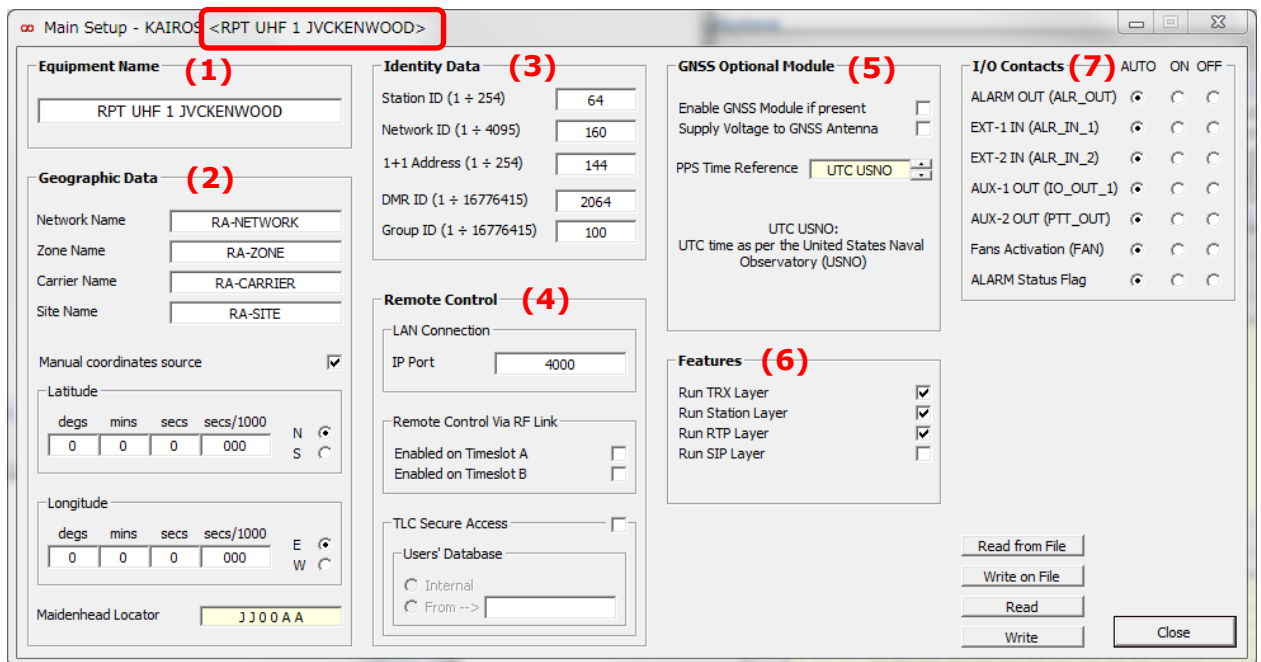 Main Setup - KAIROS <RPT UHF 1 JVCKENWOOD>
Equipment Name (1)
RPT UHF 1 JVCKENWOOD
Geographic Data (2)
Network Name RA-NETWORK
Zone Name RA-ZONE
Carrier Name RA-CARRIER
Site Name RA-SITE
Manual coordinates source
Latitude
degs mins secs secs/1000
0 0 0 000 N
S
Longitude
degs mins secs secs/1000
0 0 0 000 E
W
Maidenhead Locator JJ00AA
Identity Data (3)
Station ID (1 ÷ 254) 64
Network ID (1 ÷ 4095) 160
1+1 Address (1 ÷ 254) 144
DMR ID (1 ÷ 16776415) 2064
Group ID (1 ÷ 16776415) 100
Remote Control (4)
LAN Connection
IP Port 4000
Remote Control Via RF Link
Enabled on Timeslot A
Enabled on Timeslot B
TLC Secure Access
Users' Database
Internal
From -->
GNSS Optional Module (5)
Enable GNSS Module if present
Supply Voltage to GNSS Antenna
PPS Time Reference UTC USNO
UTC USNO:
UTC time as per the United States Naval
Observatory (USNO)
Features (6)
Run TRX Layer
Run Station Layer
Run RTP Layer
Run SIP Layer
I/O Contacts (7) AUTO ON OFF
ALARM OUT (ALR_OUT)
EXT-1 IN (ALR_IN_1)
EXT-2 IN (ALR_IN_2)
AUX-1 OUT (IO_OUT_1)
AUX-2 OUT (PTT_OUT)
Fans Activation (FAN)
ALARM Status Flag
Read from File
Write on File
Read
Write
Close